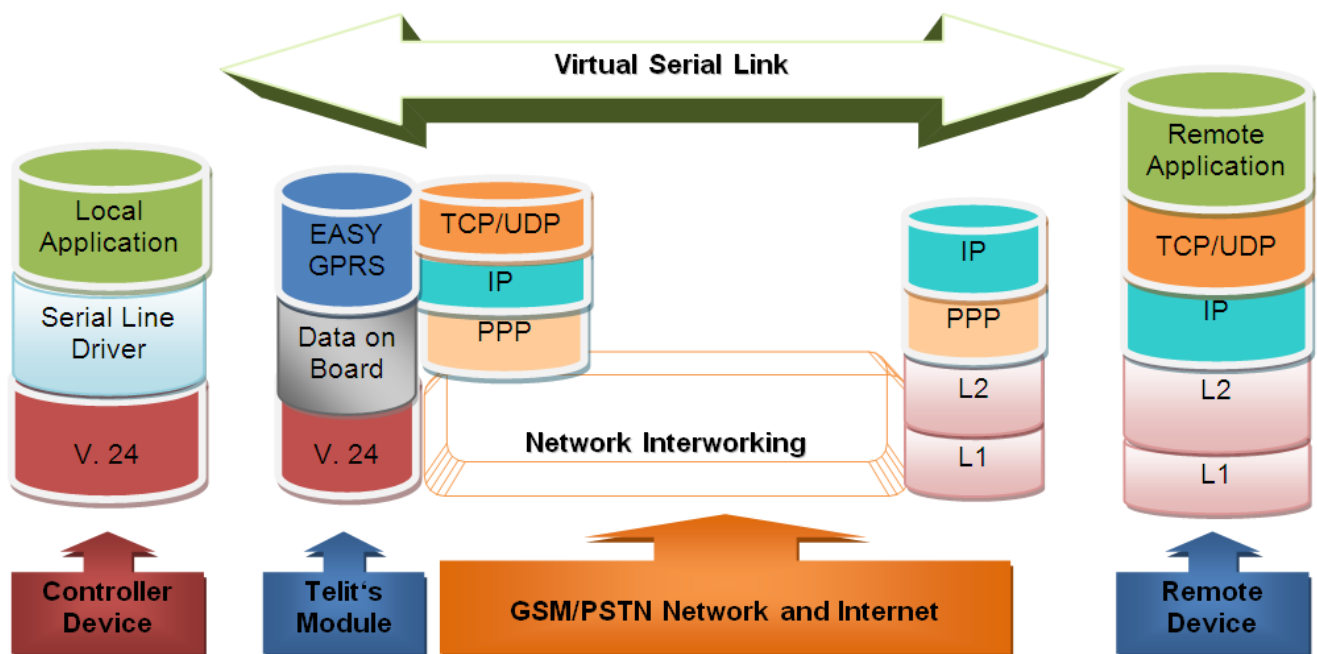 Virtual Serial Link
Local
Application
Serial Line
Driver
V. 24
EASY
GPRS
Data on
Board
V. 24
TCP/UDP
IP
PPP
Network Interworking
IP
PPP
L2
L1
Remote
Application
TCP/UDP
IP
L2
L1
Controller
Device
Telit‘s
Module
GSM/PSTN Network and Internet
Remote
Device